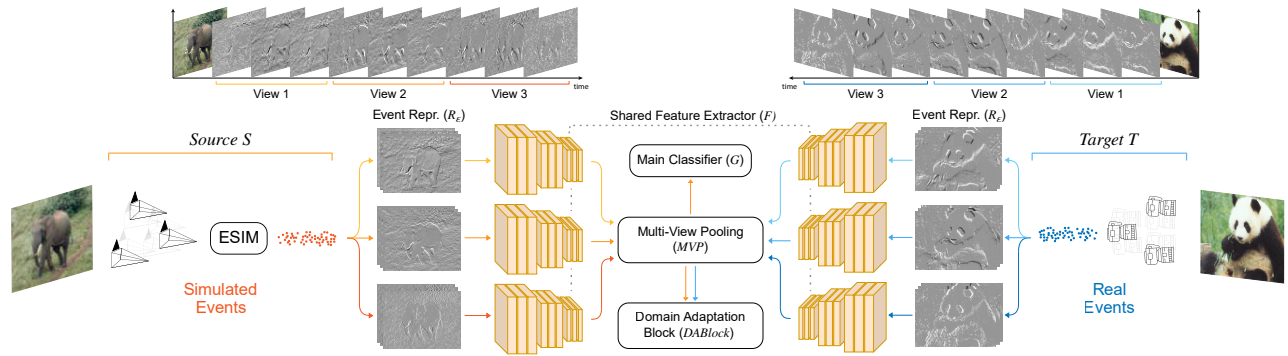 time
View 1
View 2
View 3
time
View 3
View 2
View 1
Source S
Event Repr. (R_ε)
Shared Feature Extractor (F)
Event Repr. (R_ε)
Target T
Main Classifier (G)
ESIM
Multi-View Pooling
(MVP)
Simulated
Events
Real
Events
Domain Adaptation
Block (DABlock)